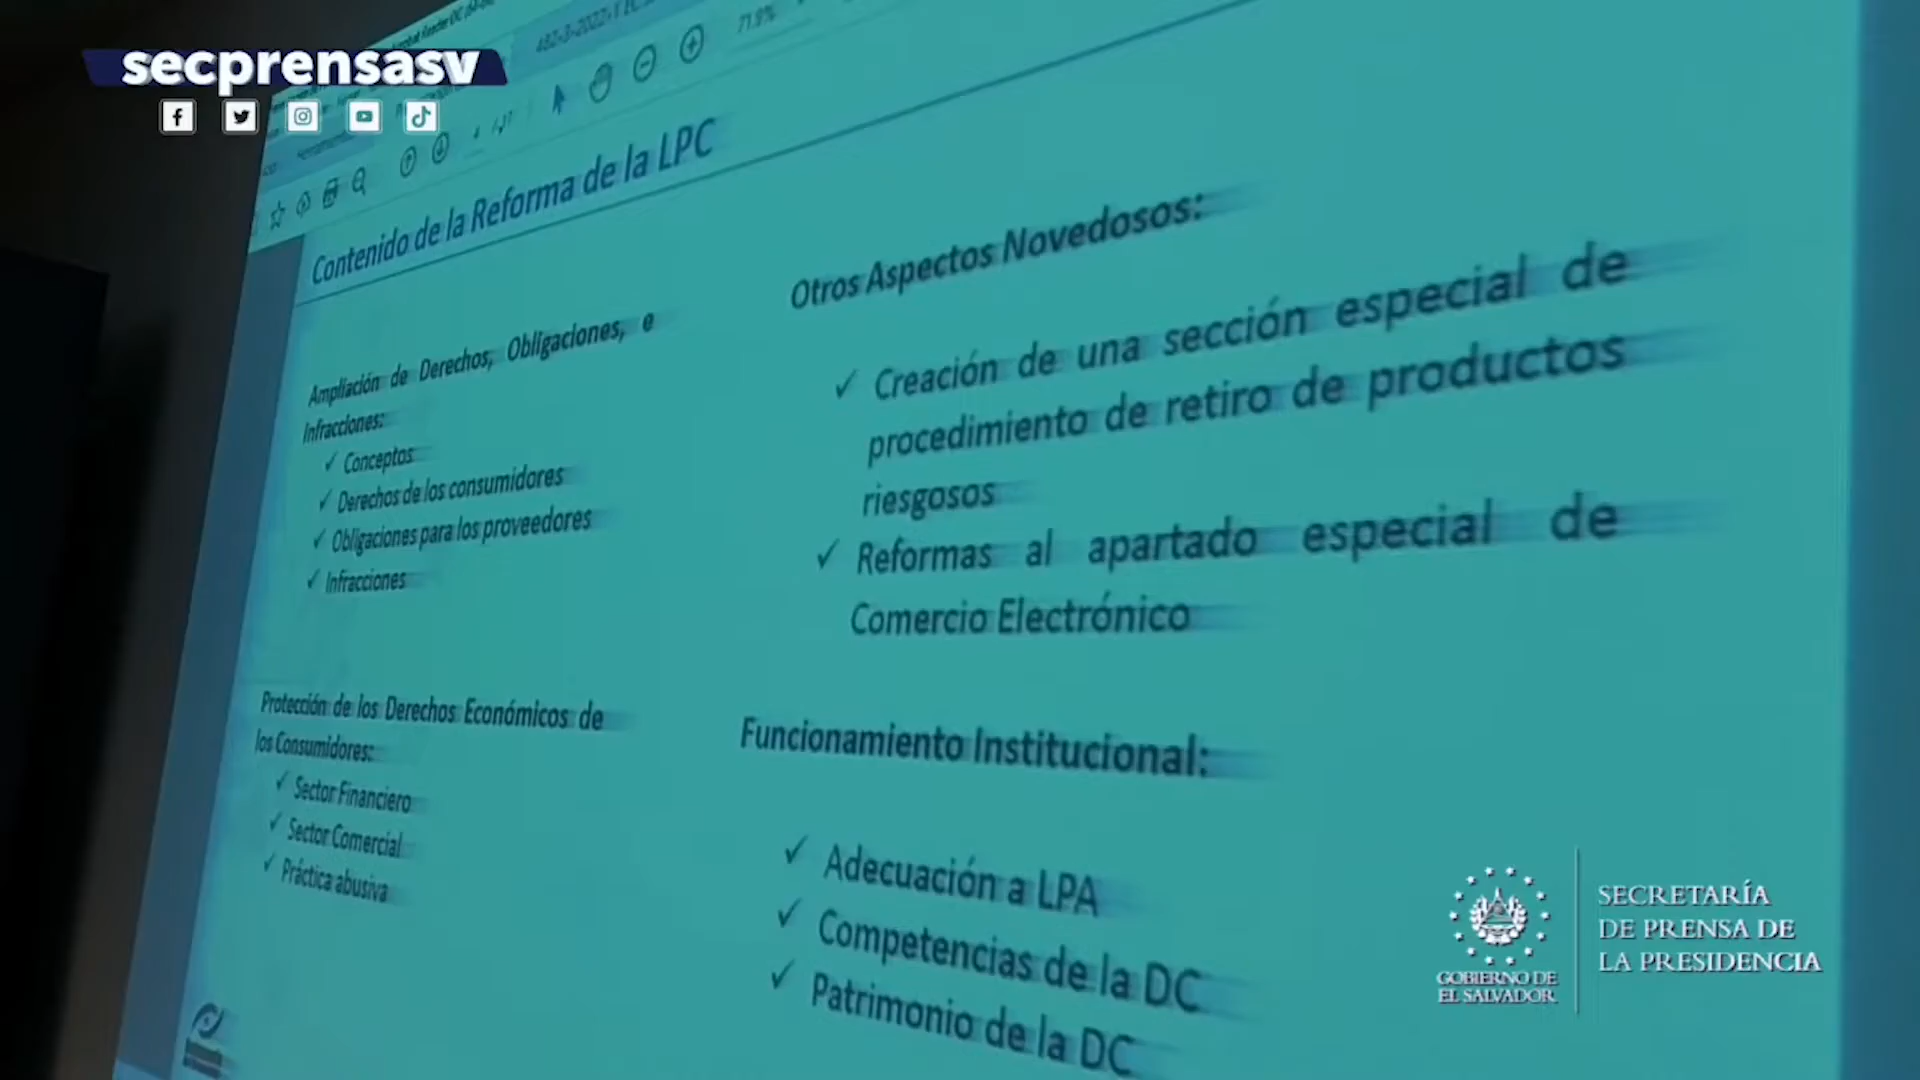 secprensasv
71.9%
Contenido de la Reforma de la LPC
Ampliación de Derechos, Obligaciones, e
Infracciones:
✓ Conceptos
✓ Derechos de los consumidores
✓ Obligaciones para los proveedores
✓ Infracciones
Protección de los Derechos Económicos de
los Consumidores:
✓ Sector Financiero
✓ Sector Comercial
✓ Práctica abusiva
Otros Aspectos Novedosos:
✓ Creación de una sección especial de
procedimiento de retiro de productos
riesgosos
✓ Reformas al apartado especial de
Comercio Electrónico
Funcionamiento Institucional:
✓ Adecuación a LPA
✓ Competencias de la DC
✓ Patrimonio de la DC
GOBIERNO DE
EL SALVADOR
SECRETARÍA
DE PRENSA DE
LA PRESIDENCIA